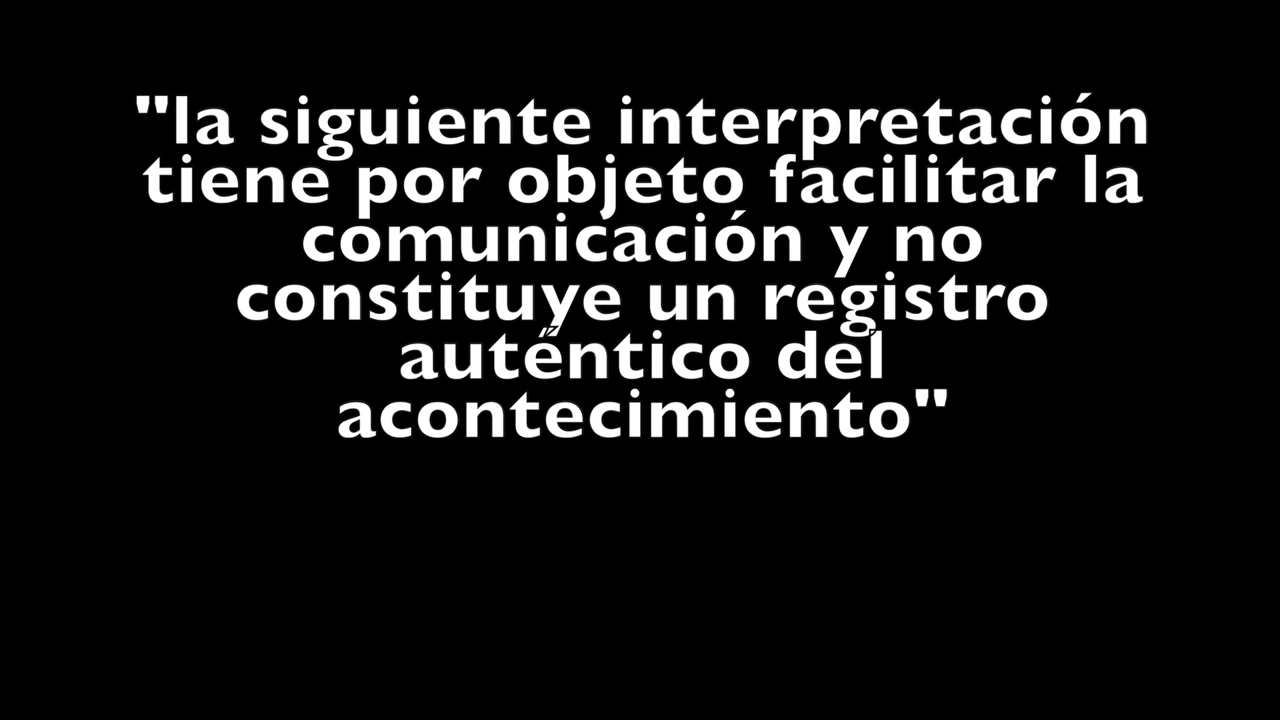 "la siguiente interpretación
tiene por objeto facilitar la
comunicación y no
constituye un registro
auténtico del
acontecimiento"